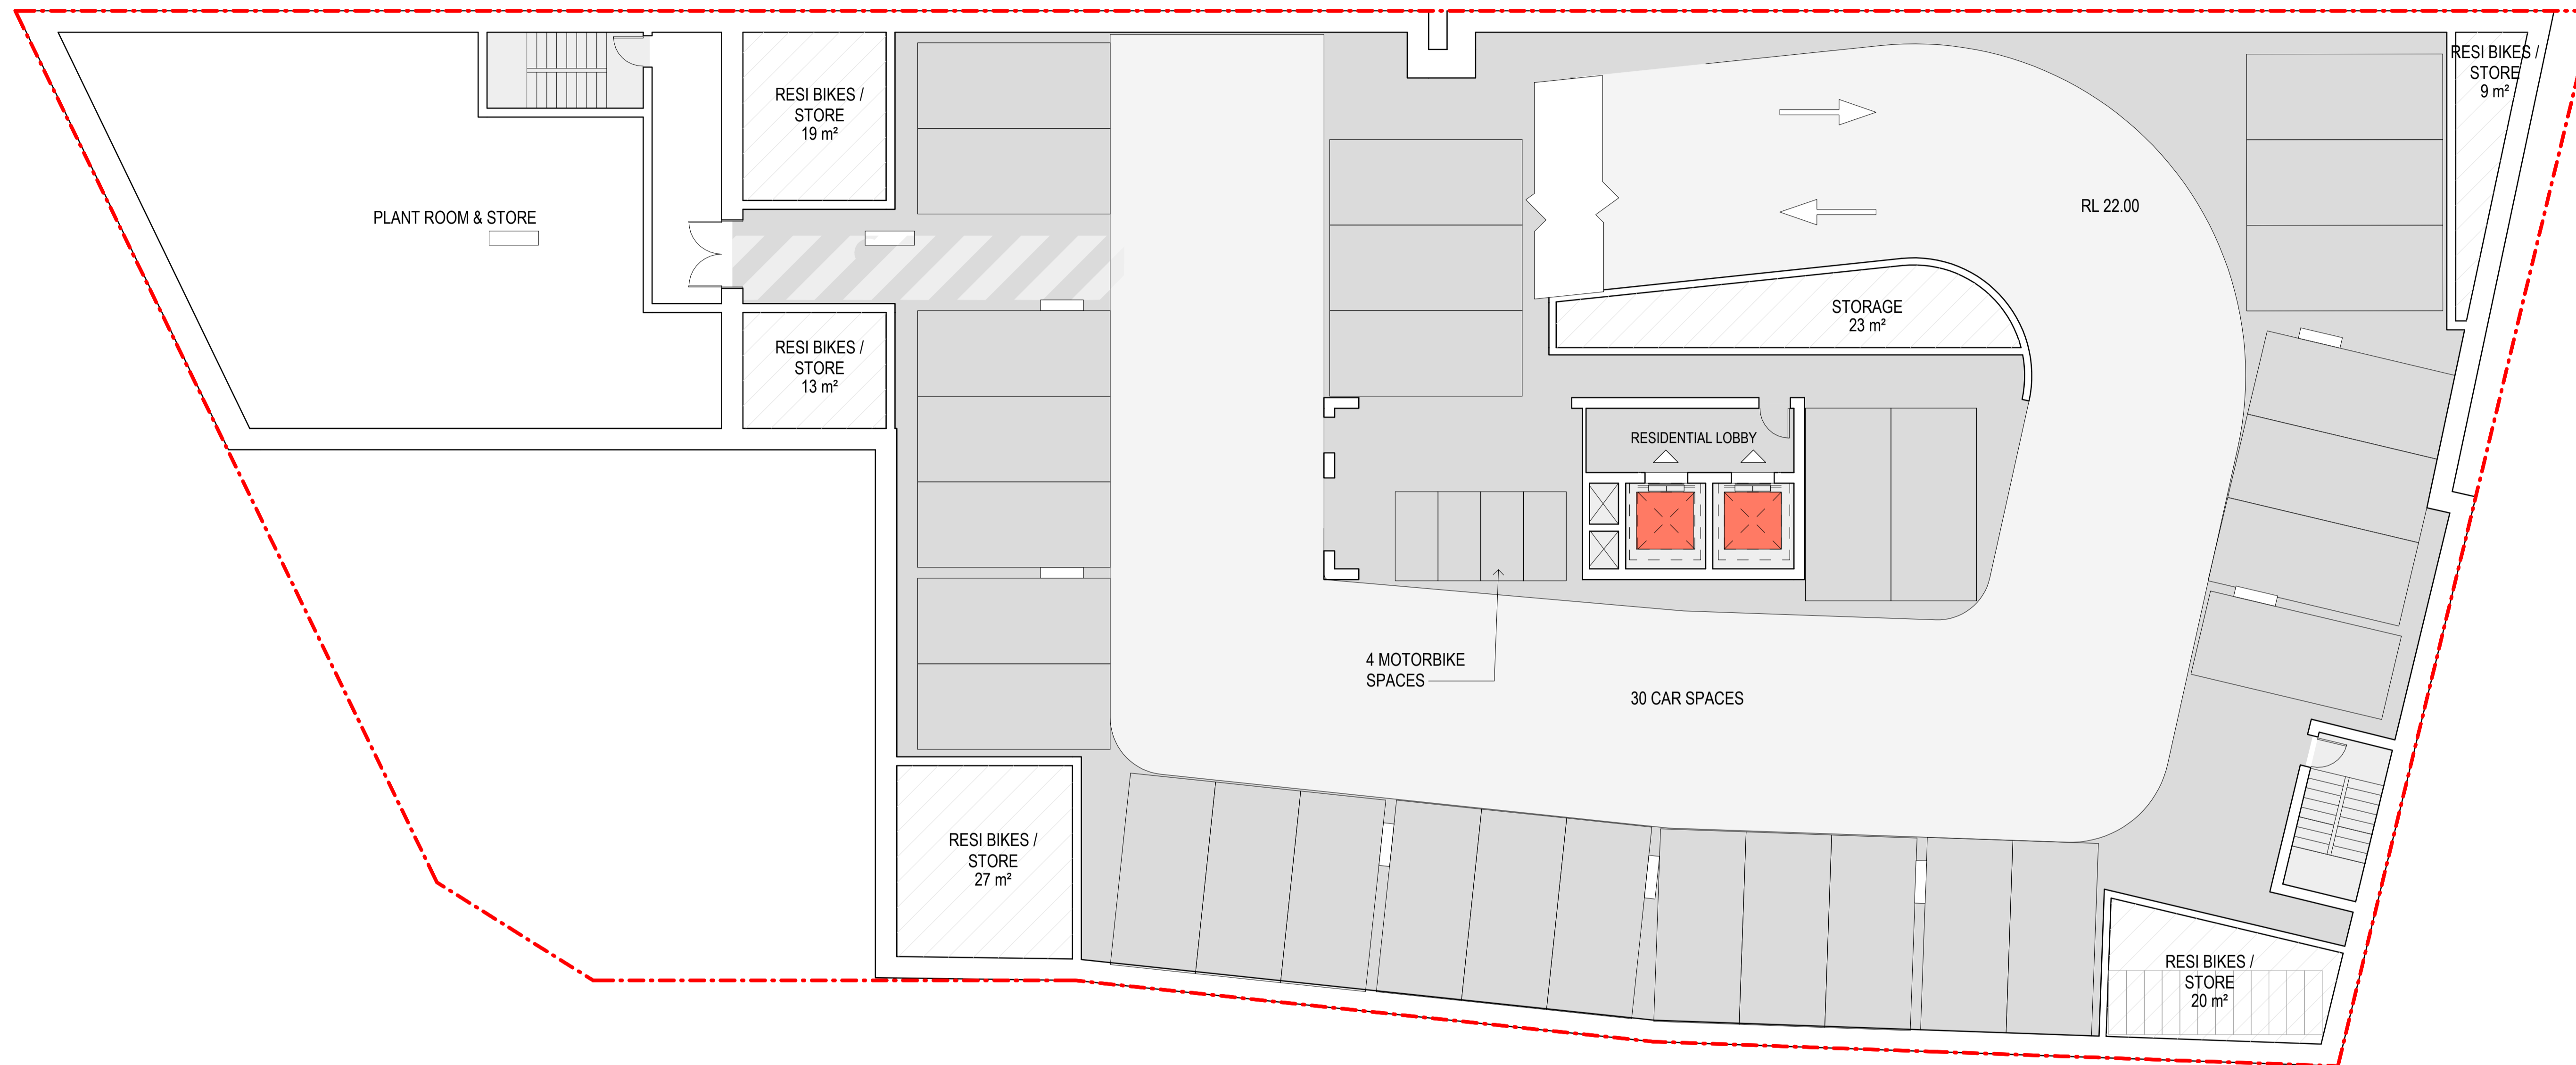 RESI BIKES /
STORE
19 m²
RESI BIKES /
STORE
9 m²
PLANT ROOM & STORE
RL 22.00
STORAGE
23 m²
RESI BIKES /
STORE
13 m²
RESIDENTIAL LOBBY
4 MOTORBIKE
SPACES
30 CAR SPACES
RESI BIKES /
STORE
27 m²
RESI BIKES /
STORE
20 m²